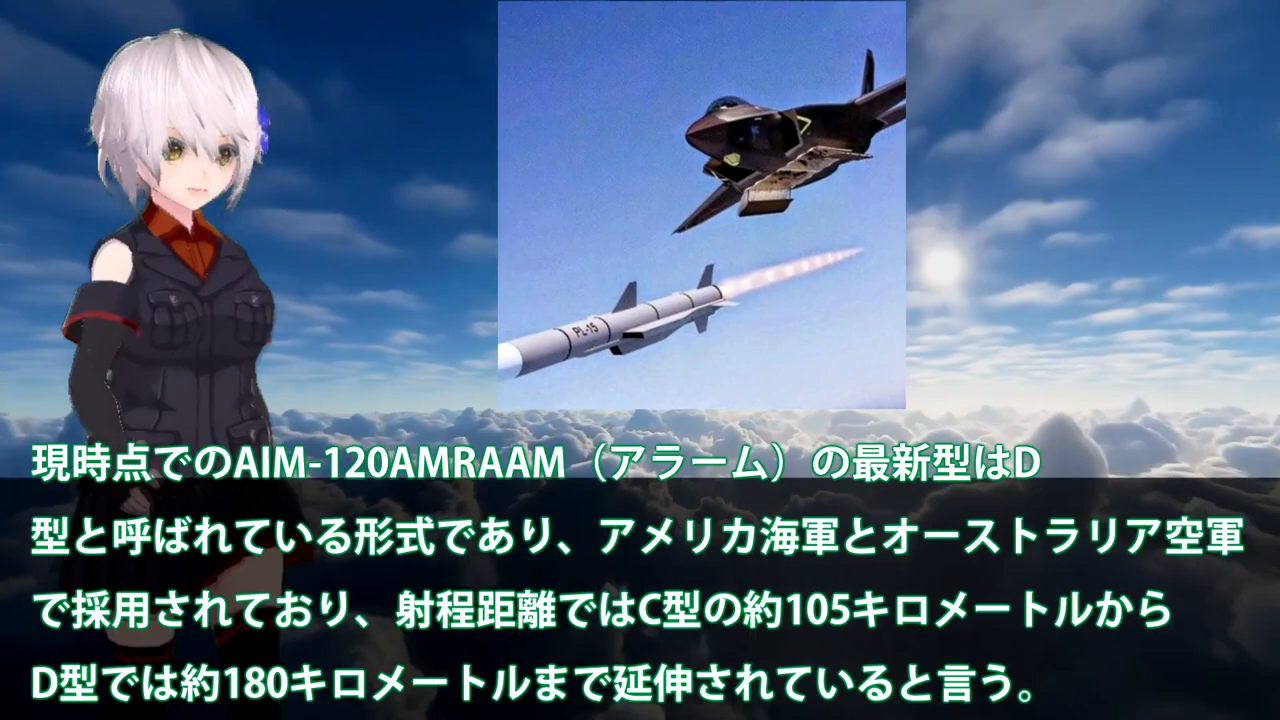 PL-15
現時点でのAIM-120AMRAAM（アラーム）の最新型はD
型と呼ばれている形式であり、アメリカ海軍とオーストラリア空軍
で採用されており、射程距離ではC型の約105キロメートルから
D型では約180キロメートルまで延伸されていると言う。